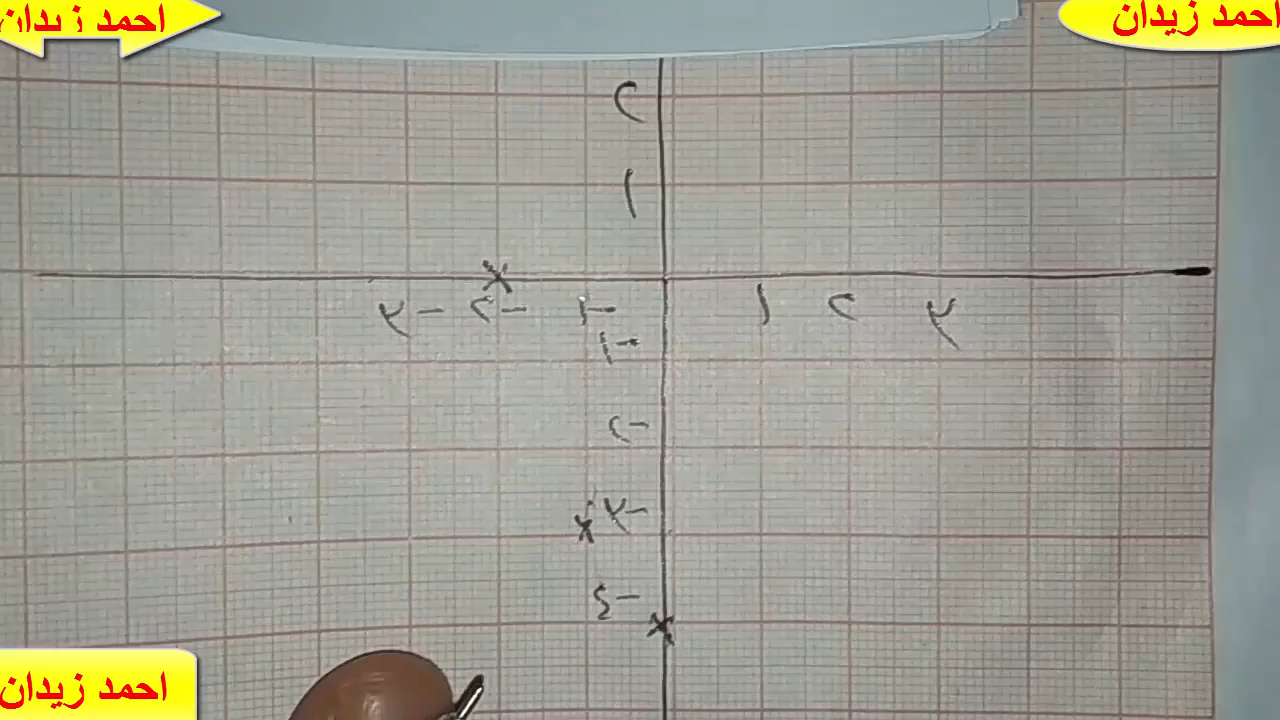 احمد زيدان
احمد زيدان
٢
١
٣- ٢- ١- ١ ٢ ٣
١-
٢-
٣-
٤-
احمد زيدان